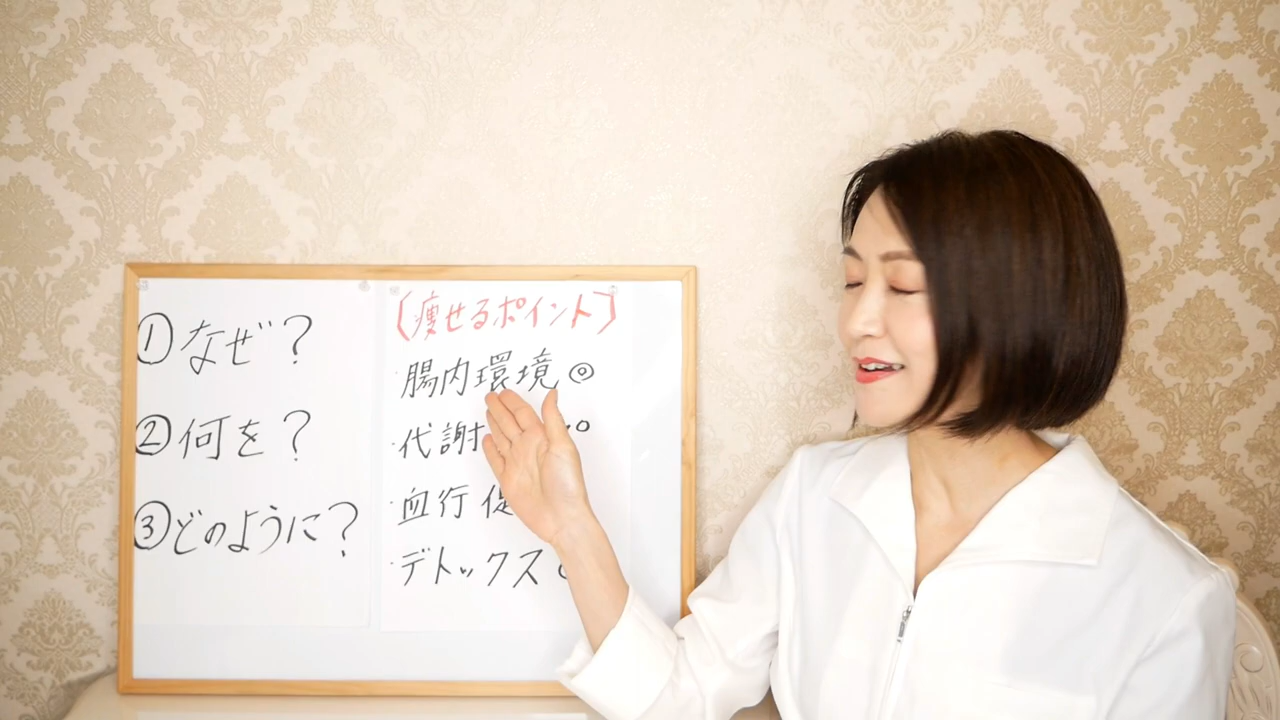 ①なぜ?
②何を?
③どのように?
〔痩せるポイント〕
・腸内環境◎
・代謝
・血行促
・デトックス